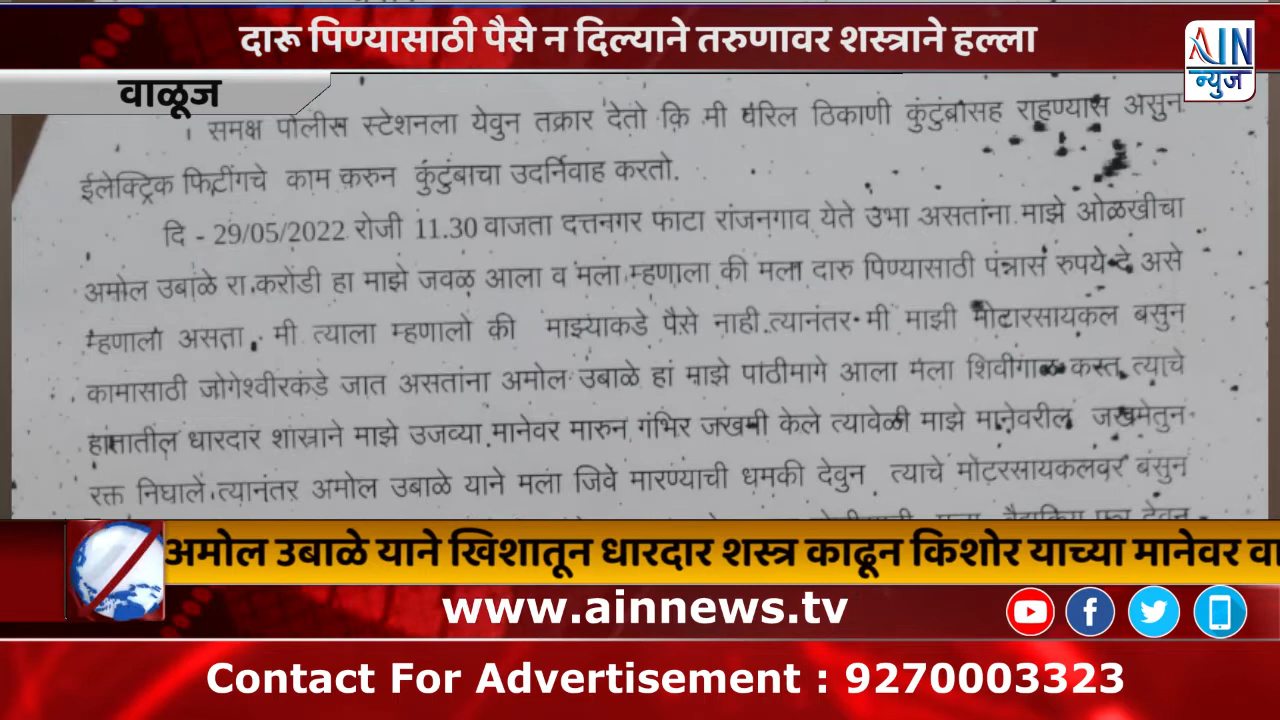 दारू पिण्यासाठी पैसे न दिल्याने तरुणावर शस्त्राने हल्ला
AIN
न्युज
वाळूज
समक्ष पोलीस स्टेशनला येवुन तक्रार देतो कि मी वरिल ठिकाणी कुंटुंबासह राहण्यास असुन
ईलेक्ट्रिक फिटींगचे काम करुन कुंटुंबाचा उदर्निवाह करतो.
दि - 29/05/2022 रोजी 11.30 वाजता दत्तनगर फाटा रांजनगाव येते उभा असतांना माझे ओळखीचा
अमोल उबाळे रा.करोडी हा माझे जवळ आला व मला म्हणाला की मला दारु पिण्यासाठी पंन्नास रुपये दे असे
म्हणाला असता, मी त्याला म्हणालो की माझ्याकडे पैसे नाही.त्यानंतर मी माझी मोटारसायकल बसुन
कामासाठी जोगेश्वीरकडे जात असतांना अमोल उबाळे हा माझे पाठीमागे आला मला शिवीगाळ करुत त्याचे
हातातील धारदार शास्राने माझे उजव्या मानेवर मारुन गंभिर जखमी केले त्यावेळी माझे मानेवरील जखमेतुन
रक्त निघाले.त्यानंतर अमोल उबाळे याने मला जिवे मारण्याची धमकी देवुन त्याचे मोटरसायकलवर बसुन
अमोल उबाळे याने खिशातून धारदार शस्त्र काढून किशोर याच्या मानेवर वा
www.ainnews.tv
Contact For Advertisement : 9270003323